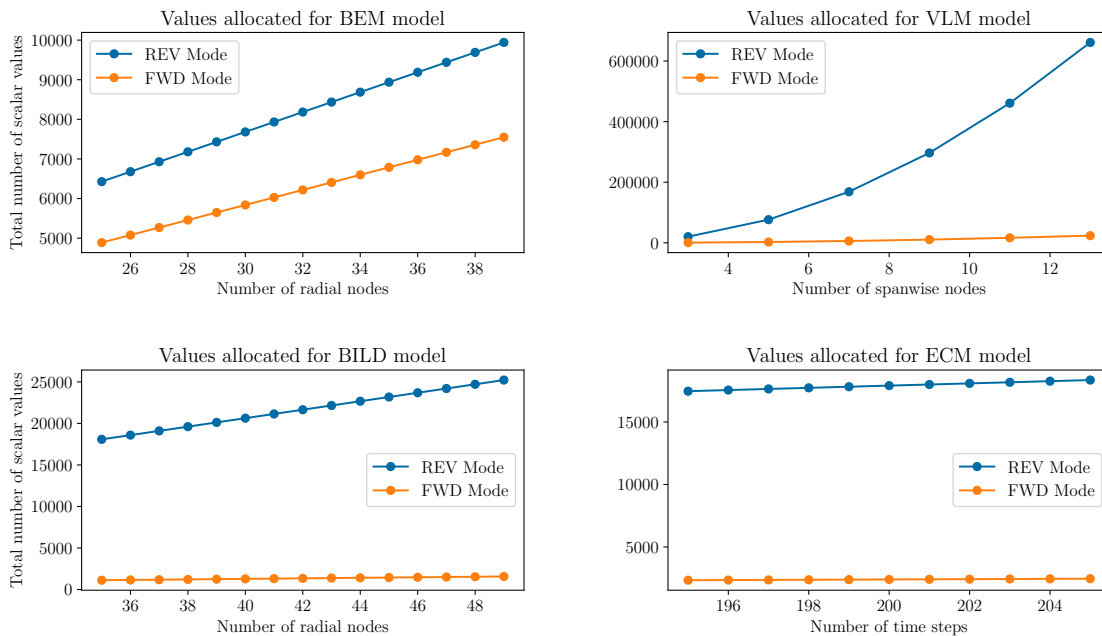 Values allocated for BEM model
Total number of scalar values
10000
9000
8000
7000
6000
5000
REV Mode
FWD Mode
26 28 30 32 34 36 38
Number of radial nodes
Values allocated for VLM model
600000
400000
200000
0
REV Mode
FWD Mode
4 6 8 10 12
Number of spanwise nodes
Values allocated for BILD model
Total number of scalar values
25000
20000
15000
10000
5000
0
REV Mode
FWD Mode
36 38 40 42 44 46 48
Number of radial nodes
Values allocated for ECM model
15000
10000
5000
REV Mode
FWD Mode
196 198 200 202 204
Number of time steps